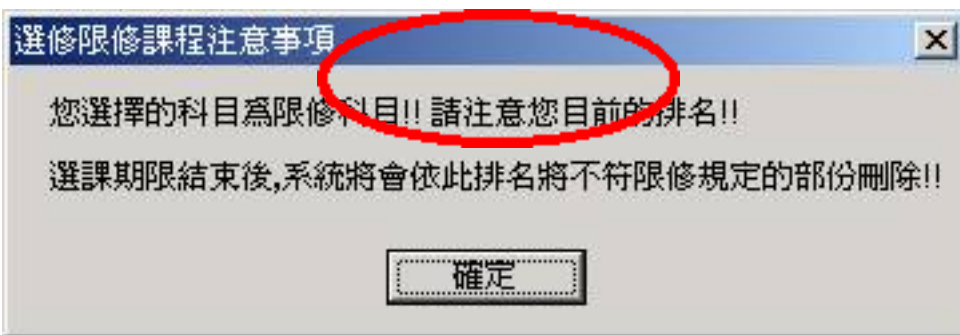 選修限修課程注意事項
您選擇的科目為限修科目!! 請注意您目前的排名!!
選課期限結束後,系統將會依此排名將不符限修規定的部份刪除!!
確定